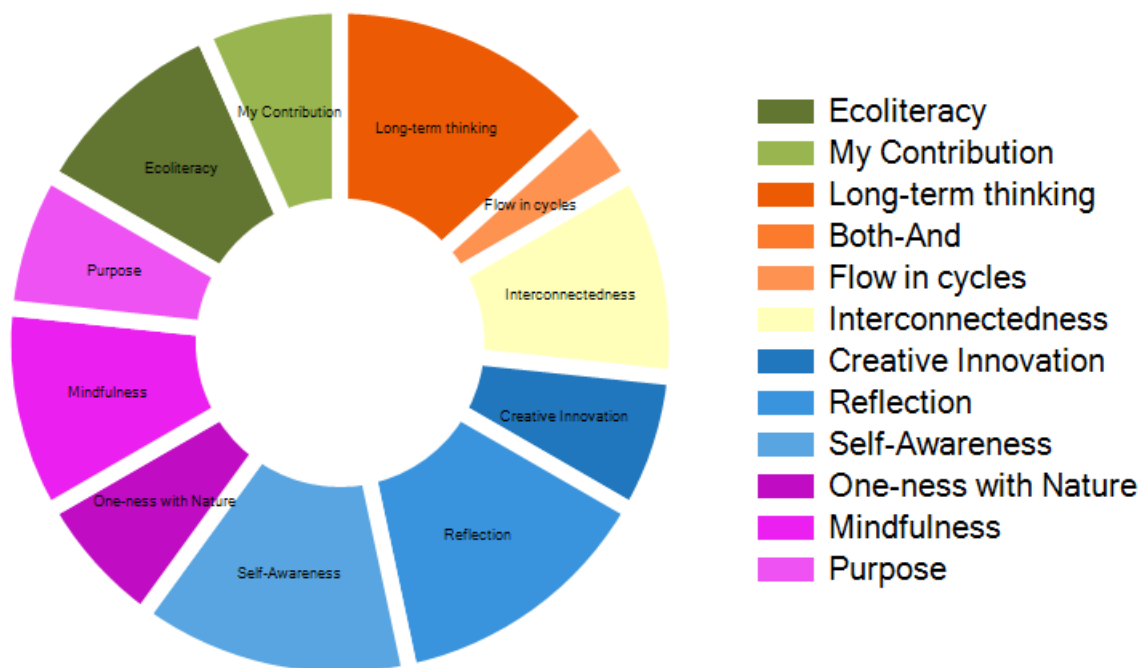 My Contribution
Long-term thinking
Ecoliteracy
Flow in cycles
Purpose
Interconnectedness
Mindfulness
Creative Innovation
One-ness with Nature
Reflection
Self-Awareness
Ecoliteracy
My Contribution
Long-term thinking
Both-And
Flow in cycles
Interconnectedness
Creative Innovation
Reflection
Self-Awareness
One-ness with Nature
Mindfulness
Purpose